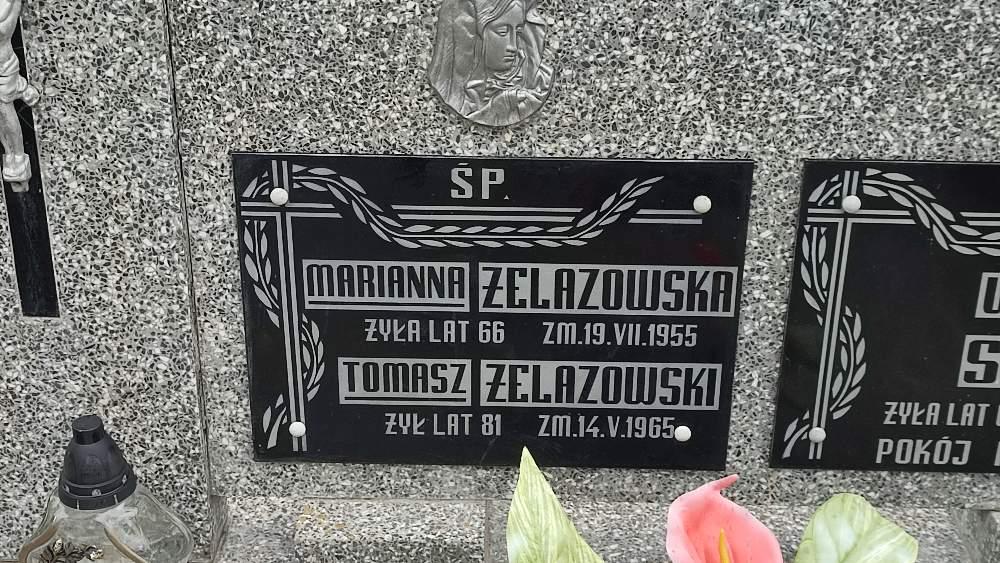 ŚP.
MARIANNA ŻELAZOWSKA
ŻYŁA LAT 66 ZM. 19. VII. 1955
TOMASZ ŻELAZOWSKI
ŻYŁ LAT 81 ZM. 14. V. 1965
ŻYŁA LAT
POKÓJ